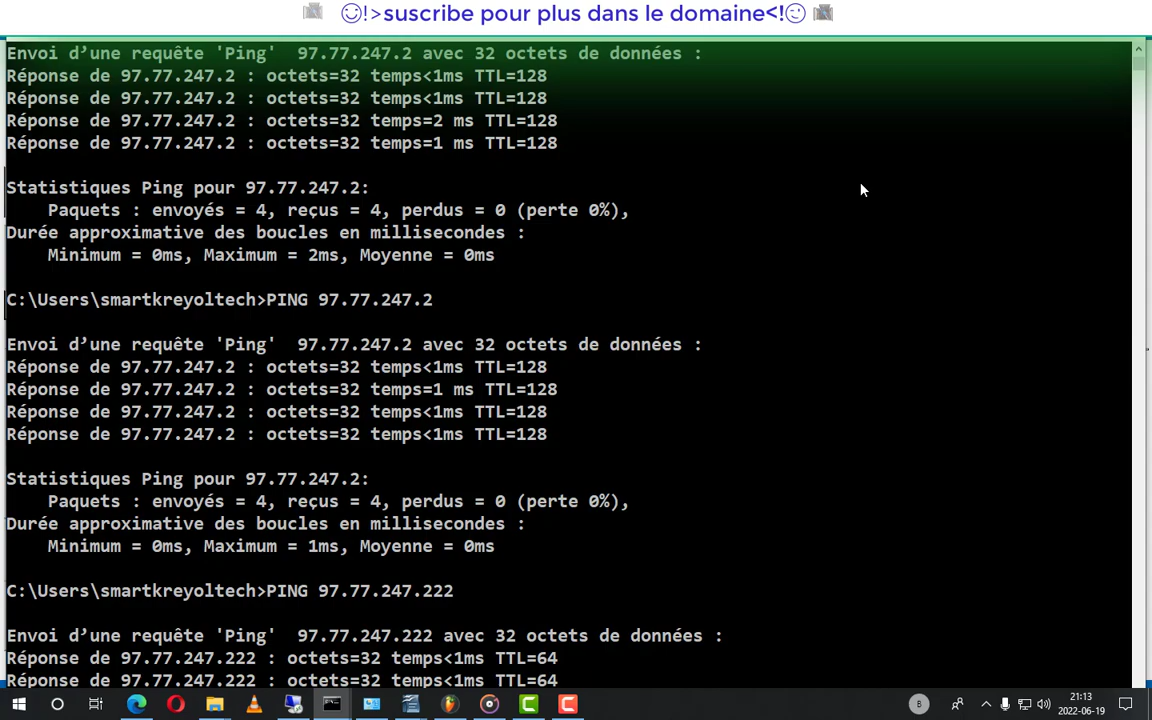 ☺!>suscribe pour plus dans le domaine<!😉
Envoi d’une requête 'Ping'  97.77.247.2 avec 32 octets de données :
Réponse de 97.77.247.2 : octets=32 temps<1ms TTL=128
Réponse de 97.77.247.2 : octets=32 temps<1ms TTL=128
Réponse de 97.77.247.2 : octets=32 temps=2 ms TTL=128
Réponse de 97.77.247.2 : octets=32 temps=1 ms TTL=128
Statistiques Ping pour 97.77.247.2:
Paquets : envoyés = 4, reçus = 4, perdus = 0 (perte 0%),
Durée approximative des boucles en millisecondes :
Minimum = 0ms, Maximum = 2ms, Moyenne = 0ms
C:\Users\smartkreyoltech>PING 97.77.247.2
Envoi d’une requête 'Ping'  97.77.247.2 avec 32 octets de données :
Réponse de 97.77.247.2 : octets=32 temps<1ms TTL=128
Réponse de 97.77.247.2 : octets=32 temps=1 ms TTL=128
Réponse de 97.77.247.2 : octets=32 temps<1ms TTL=128
Réponse de 97.77.247.2 : octets=32 temps<1ms TTL=128
Statistiques Ping pour 97.77.247.2:
Paquets : envoyés = 4, reçus = 4, perdus = 0 (perte 0%),
Durée approximative des boucles en millisecondes :
Minimum = 0ms, Maximum = 1ms, Moyenne = 0ms
C:\Users\smartkreyoltech>PING 97.77.247.222
Envoi d’une requête 'Ping'  97.77.247.222 avec 32 octets de données :
Réponse de 97.77.247.222 : octets=32 temps<1ms TTL=64
Réponse de 97.77.247.222 : octets=32 temps<1ms TTL=64
B
21:13
2022-06-19